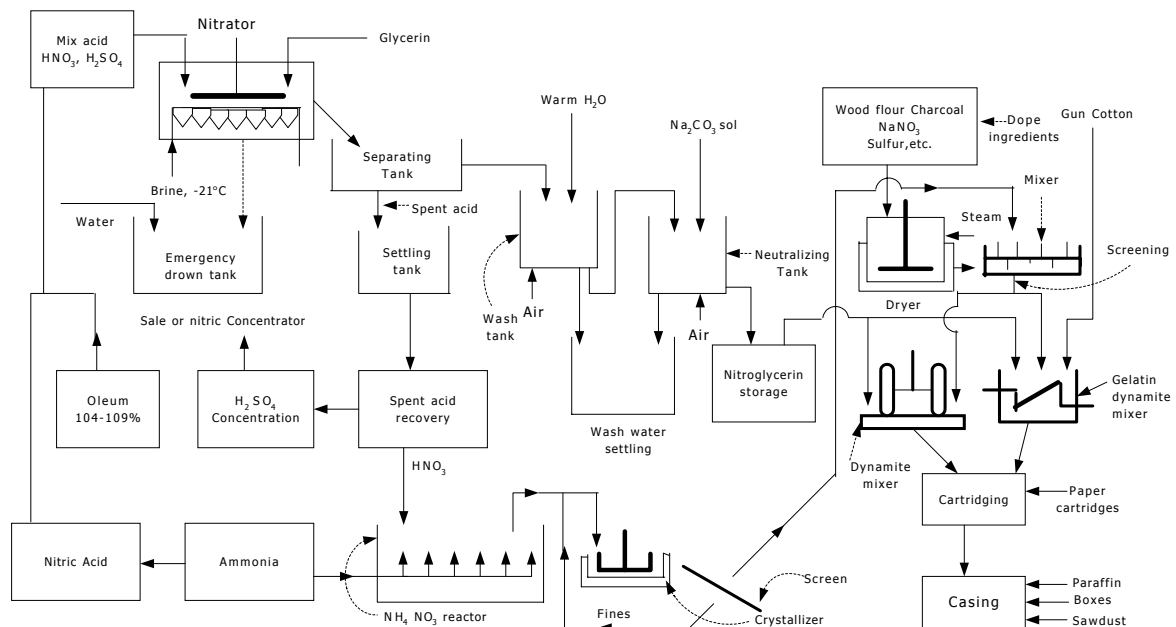 Nitrator
Mix acid
HNO₃, H₂SO₄
Glycerin
Warm H₂O
Na₂CO₃ sol
Wood flour Charcoal
NaNO₃
Sulfur,etc.
Dope
ingredients
Gun Cotton
Separating
Tank
Brine, -21°C
Water
Spent acid
Mixer
Steam
Emergency
drown tank
Settling
tank
Neutralizing
Tank
Screening
Dryer
Wash
tank
Air
Air
Sale or nitric Concentrator
Oleum
104-109%
H₂SO₄
Concentration
Spent acid
recovery
Nitroglycerin
storage
Gelatin
dynamite
mixer
Wash water
settling
HNO₃
Dynamite
mixer
Cartridging
Paper
cartridges
Nitric Acid
Ammonia
Screen
Paraffin
Casing
Boxes
NH₄ NO₃ reactor
Fines
Crystallizer
Sawdust